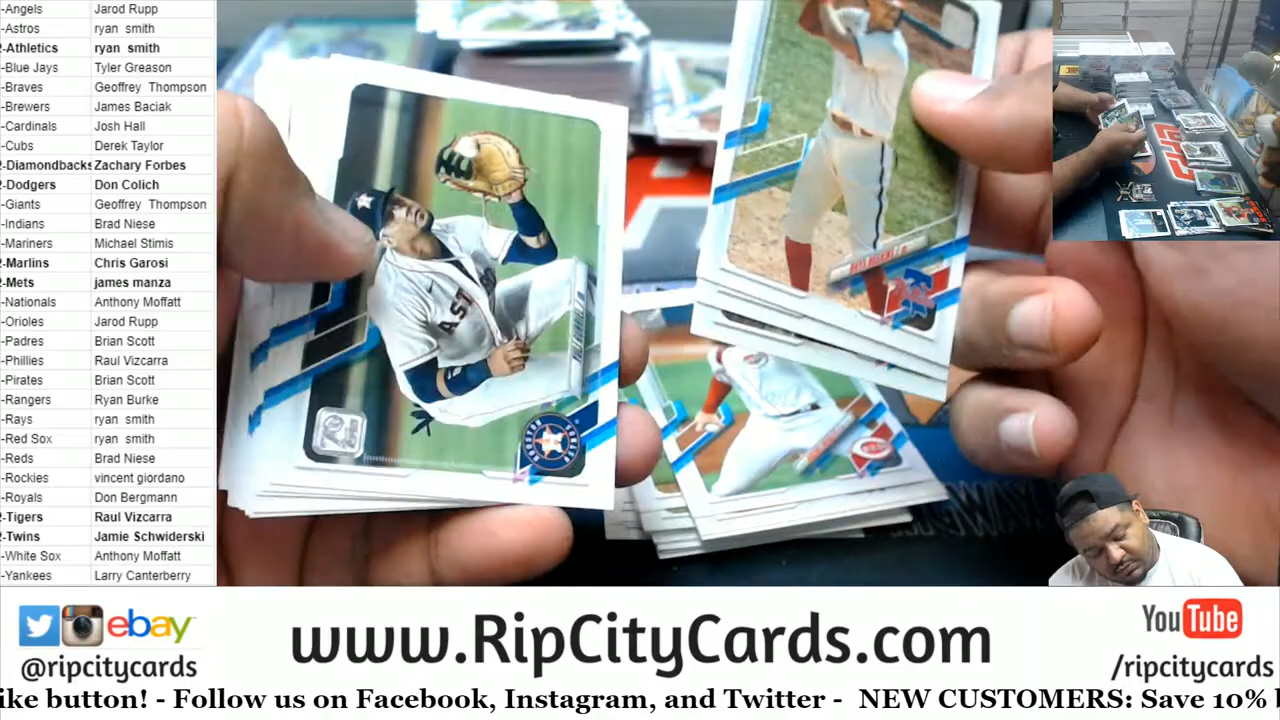 -Angels Jarod Rupp
-Astros ryan smith
2-Athletics ryan smith
-Blue Jays Tyler Greason
-Braves Geoffrey Thompson
-Brewers James Baciak
-Cardinals Josh Hall
-Cubs Derek Taylor
2-Diamondbacks Zachary Forbes
2-Dodgers Don Colich
-Giants Geoffrey Thompson
-Indians Brad Niese
-Mariners Michael Stimis
2-Marlins Chris Garosi
2-Mets james manza
-Nationals Anthony Moffatt
-Orioles Jarod Rupp
-Padres Brian Scott
-Phillies Raul Vizcarra
-Pirates Brian Scott
-Rangers Ryan Burke
-Rays ryan smith
-Red Sox ryan smith
-Reds Brad Niese
-Rockies vincent giordano
-Royals Don Bergmann
2-Tigers Raul Vizcarra
2-Twins Jamie Schwiderski
-White Sox Anthony Moffatt
-Yankees Larry Canterberry
70
HOUSTON ASTROS
ebay
@ripcitycards
www.RipCityCards.com
YouTube
/ripcitycards
ike button! - Follow us on Facebook, Instagram, and Twitter - NEW CUSTOMERS: Save 10%